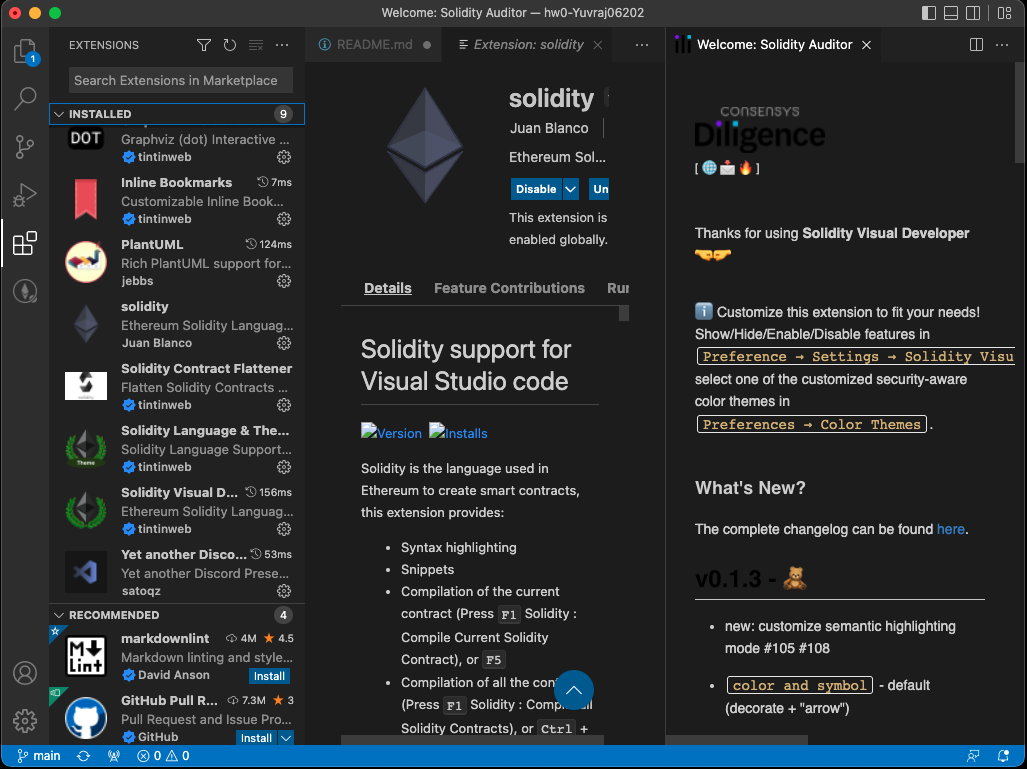 Welcome: Solidity Auditor — hw0-Yuvraj06202
EXTENSIONS
Search Extensions in Marketplace
INSTALLED 9
DOT
Graphviz (dot) Interactive ...
tintinweb
Inline Bookmarks 7ms
Customizable Inline Book...
tintinweb
PlantUML 124ms
Rich PlantUML support for...
jebbs
solidity
Ethereum Solidity Languag...
Juan Blanco
Solidity Contract Flattener
Flatten Solidity Contracts ...
tintinweb
Solidity Language & The...
Solidity Language Support...
Theme
tintinweb
Solidity Visual D... 156ms
Ethereum Solidity Languag...
tintinweb
Yet another Disco... 53ms
Yet another Discord Prese...
satoqz
RECOMMENDED 4
markdownlint 4M 4.5
Markdown linting and style...
M
Lint
David Anson Install
GitHub Pull R... 7.3M 3
Pull Request and Issue Pro...
GitHub Install
1
README.md
Extension: solidity
solidity
Juan Blanco
Ethereum Sol...
Disable Un
This extension is
enabled globally.
Details Feature Contributions Rur
Solidity support for
Visual Studio code
Version Installs
Solidity is the language used in
Ethereum to create smart contracts,
this extension provides:
• Syntax highlighting
• Snippets
• Compilation of the current
contract (Press F1 Solidity :
Compile Current Solidity
Contract), or F5
• Compilation of all the con
(Press F1 Solidity : Comp
Solidity Contracts), or Ctrl +
Welcome: Solidity Auditor
CONSENSYS
Diligence
[ 🌐📩🔥 ]
Thanks for using Solidity Visual Developer
🤜🤛
ℹ️ Customize this extension to fit your needs!
Show/Hide/Enable/Disable features in
Preference → Settings → Solidity Visu
select one of the customized security-aware
color themes in
Preferences → Color Themes .
What's New?
The complete changelog can be found here.
v0.1.3 - 🧸
• new: customize semantic highlighting
mode #105 #108
• color and symbol - default
(decorate + "arrow")
main 0 0